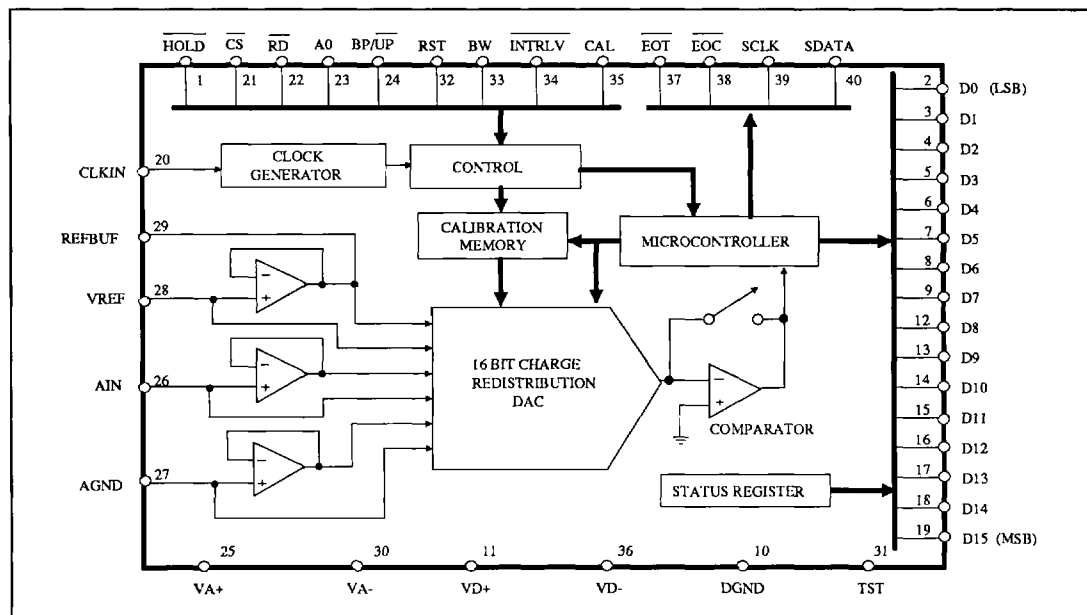 HOLD CS RD A0 BP/UP RST BW INTRLV CAL EOT EOC SCLK SDATA
1 21 22 23 24 32 33 34 35 37 38 39 40
2 D0 (LSB)
3 D1
4 D2
5 D3
6 D4
7 D5
8 D6
9 D7
12 D8
13 D9
14 D10
15 D11
16 D12
17 D13
18 D14
19 D15 (MSB)
CLKIN 20
CLOCK
GENERATOR
CONTROL
REFBUF 29
CALIBRATION
MEMORY
MICROCONTROLLER
VREF 28
- +
AIN 26
- +
AGND 27
- +
16 BIT CHARGE
REDISTRIBUTION
DAC
- +
COMPARATOR
STATUS REGISTER
25 30 11 36 10 31
VA+ VA- VD+ VD- DGND TST